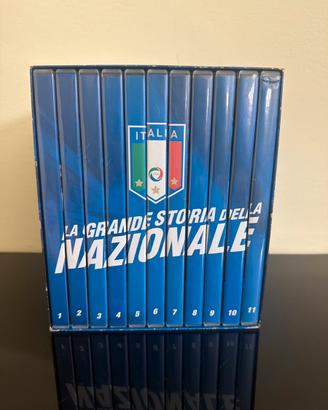 ITALIA
LA GRANDE STORIA DELLA
NAZIONALE
1 2 3 4 5 6 7 8 9 10 11